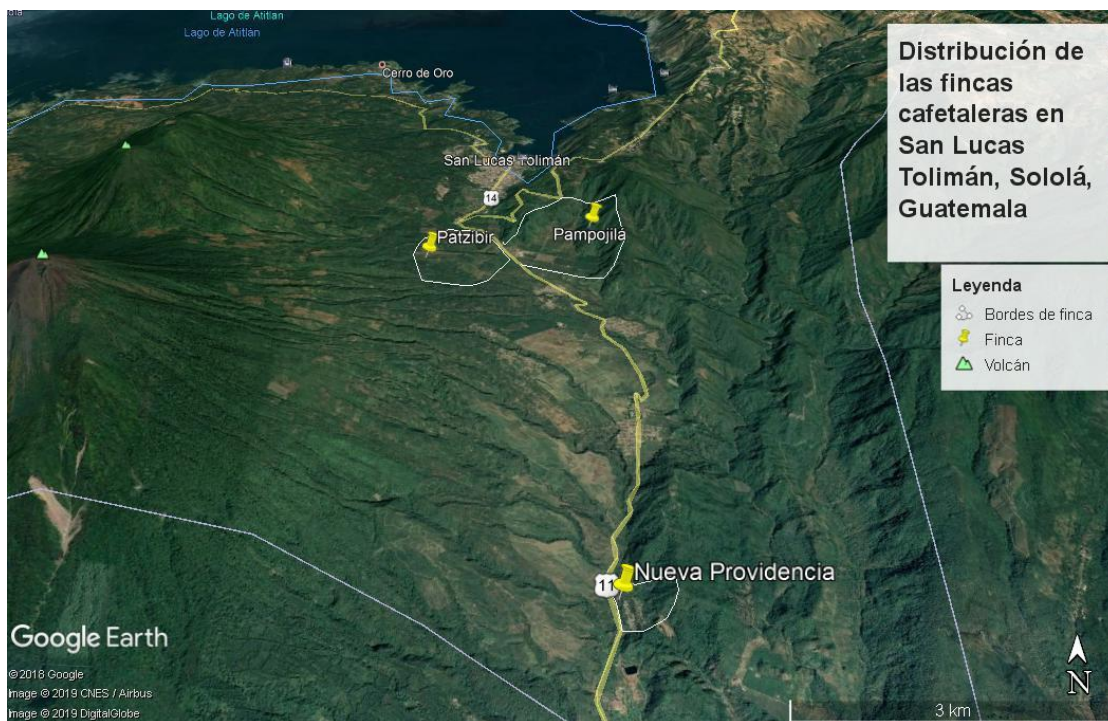 Lago de Atitlán
Lago de Atitlán
Cerro de Oro
San Lucas Tolimán
14
Patzibir
Pampojilá
11
Nueva Providencia
Distribución de
las fincas
cafetaleras en
San Lucas
Tolimán, Sololá,
Guatemala
Leyenda
Bordes de finca
Finca
Volcán
Google Earth
© 2018 Google
Image © 2019 CNES / Airbus
Image © 2019 DigitalGlobe
N
3 km